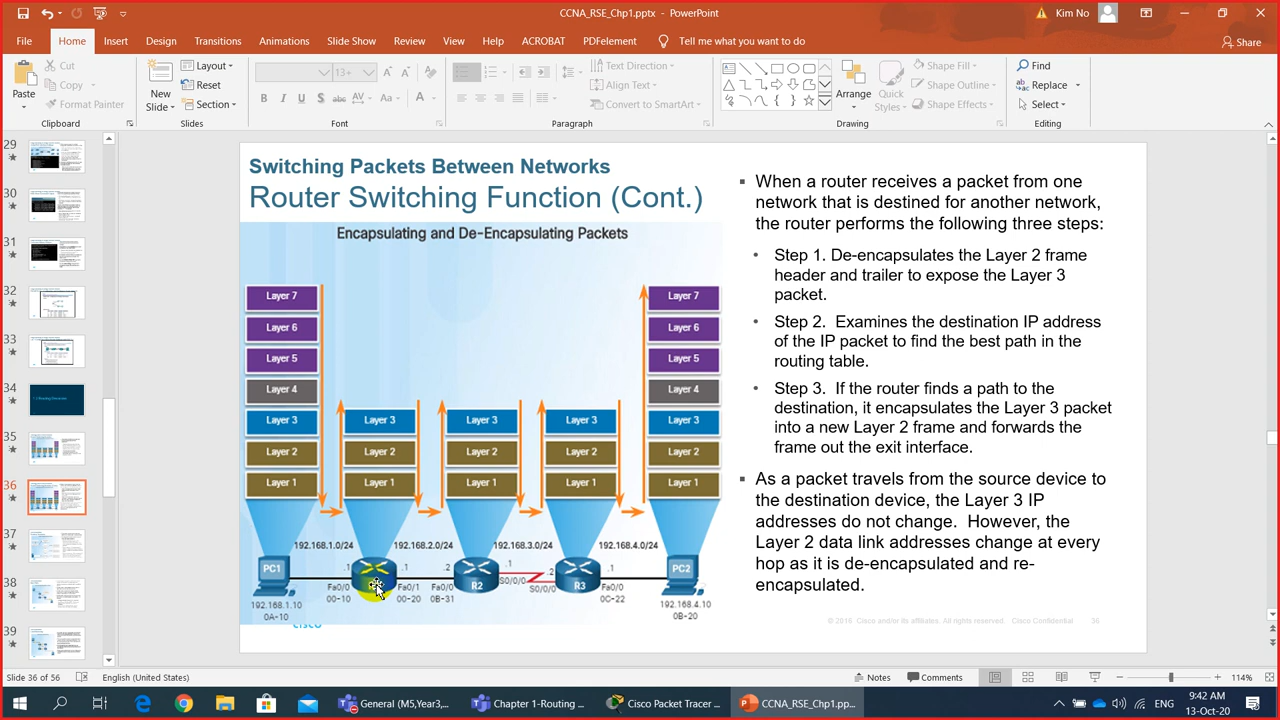 CCNA_RSE_Chp1.pptx - PowerPoint
Kim No
File
Home
Insert
Design
Transitions
Animations
Slide Show
Review
View
Help
ACROBAT
PDFelement
Tell me what you want to do
Share
Paste
Cut
Copy
Format Painter
Clipboard
New
Slide
Layout
Reset
Section
Slides
13+
Font
Text Direction
Align Text
Convert to SmartArt
Paragraph
Arrange
Quick
Styles
Shape Fill
Shape Outline
Shape Effects
Drawing
Find
Replace
Select
Editing
29
30
31
32
33
34
35
36
37
38
39
Switching Packets Between Networks
Router Switching Function (Cont.)
Encapsulating and De-Encapsulating Packets
Layer 7
Layer 6
Layer 5
Layer 4
Layer 3
Layer 2
Layer 1
Layer 3
Layer 2
Layer 1
Layer 3
Layer 2
Layer 1
Layer 3
Layer 2
Layer 1
Layer 7
Layer 6
Layer 5
Layer 4
Layer 3
Layer 2
Layer 1
192.168.1.0/24
192.168.2.0/24
192.168.3.0/24
192.168.4.0/24
PC1
.1
.1
.2
R2
.1
.2
R3
.1
PC2
Fa0/0
00-10
Fa0/1
00-20
Fa0/0
0B-31
S0/0/0
S0/0/0
Fa0/0
0C-22
192.168.1.10
0A-10
192.168.4.10
0B-20
CISCO
When a router receives a packet from one
network that is destined for another network,
the router performs the following three steps:
Step 1. De-encapsulates the Layer 2 frame
header and trailer to expose the Layer 3
packet.
Step 2. Examines the destination IP address
of the IP packet to find the best path in the
routing table.
Step 3. If the router finds a path to the
destination, it encapsulates the Layer 3 packet
into a new Layer 2 frame and forwards the
frame out the exit interface.
As a packet travels from the source device to
the destination device, the Layer 3 IP
addresses do not change. However, the
Layer 2 data link addresses change at every
hop as it is de-encapsulated and re-
encapsulated.
© 2016 Cisco and/or its affiliates. All rights reserved. Cisco Confidential 36
Slide 36 of 56
English (United States)
Notes
Comments
114%
General (M5,Year3,...
Chapter 1-Routing ...
Cisco Packet Tracer ...
CCNA_RSE_Chp1.pp...
ENG
9:42 AM
13-Oct-20